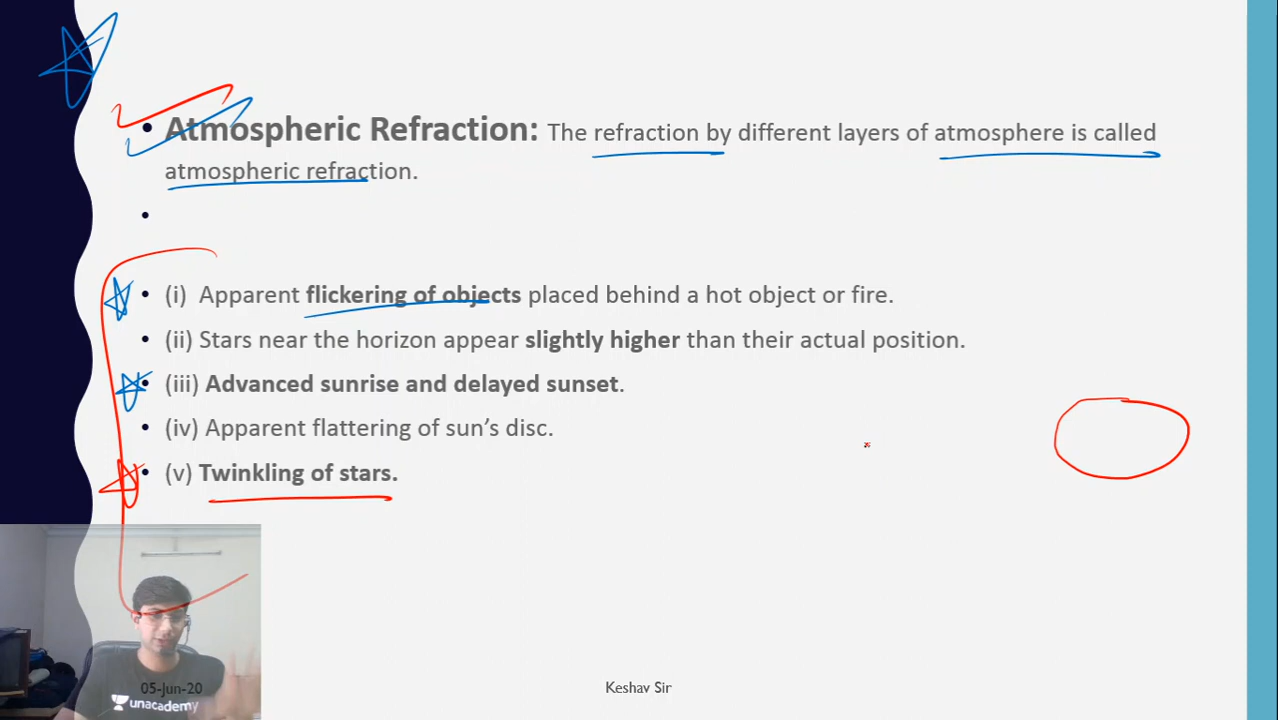 • Atmospheric Refraction: The refraction by different layers of atmosphere is called
atmospheric refraction.
•
• (i) Apparent flickering of objects placed behind a hot object or fire.
• (ii) Stars near the horizon appear slightly higher than their actual position.
• (iii) Advanced sunrise and delayed sunset.
• (iv) Apparent flattering of sun's disc.
• (v) Twinkling of stars.
05-Jun-20
unacademy
Keshav Sir